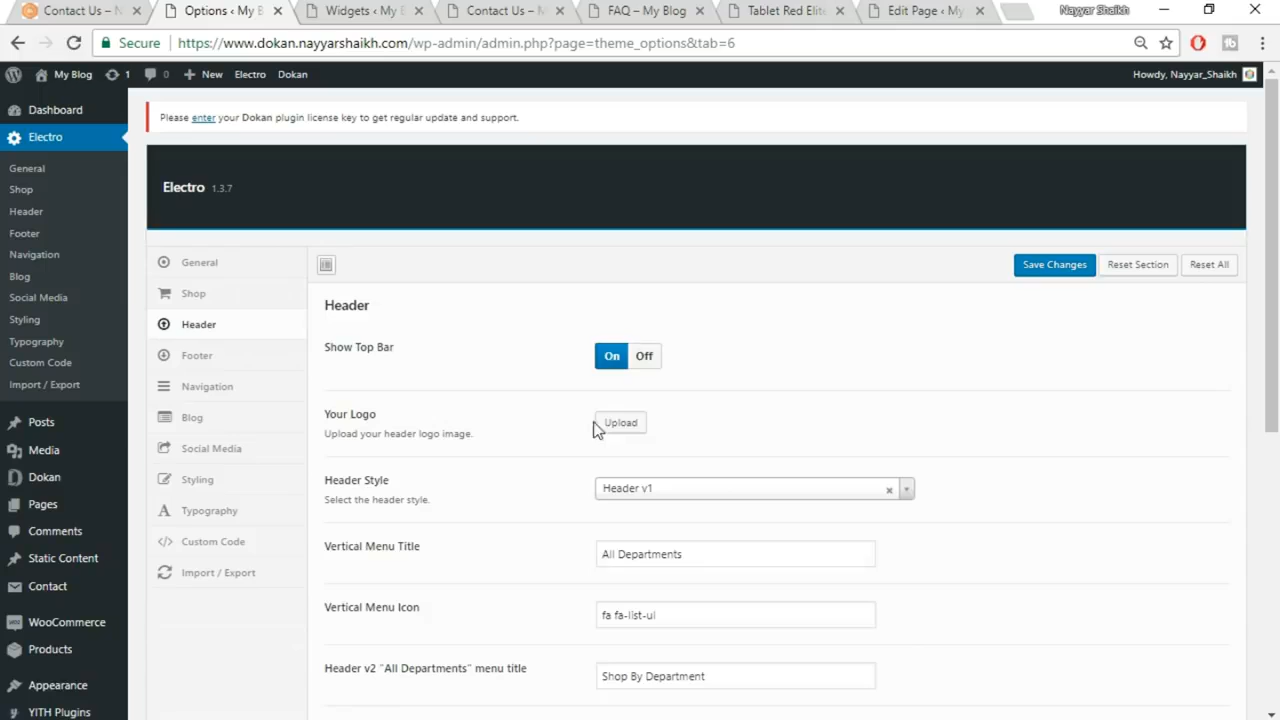 Contact Us – N
Options ‹ My B
Widgets ‹ My B
Contact Us – N
FAQ – My Blog
Tablet Red Elite
Edit Page ‹ My
Nayyar Shaikh
Secure
https://www.dokan.nayyarshaikh.com/wp-admin/admin.php?page=theme_options&tab=6
My Blog
1
0
New
Electro
Dokan
Howdy, Nayyar_Shaikh
Dashboard
Electro
General
Shop
Header
Footer
Navigation
Blog
Social Media
Styling
Typography
Custom Code
Import / Export
Posts
Media
Dokan
Pages
Comments
Static Content
Contact
WooCommerce
Products
Appearance
YITH Plugins
Please enter your Dokan plugin license key to get regular update and support.
Electro 1.3.7
General
Shop
Header
Footer
Navigation
Blog
Social Media
Styling
Typography
Custom Code
Import / Export
Save Changes
Reset Section
Reset All
Header
Show Top Bar
On
Off
Your Logo
Upload your header logo image.
Upload
Header Style
Select the header style.
Header v1
Vertical Menu Title
All Departments
Vertical Menu Icon
fa fa-list-ul
Header v2 "All Departments" menu title
Shop By Department